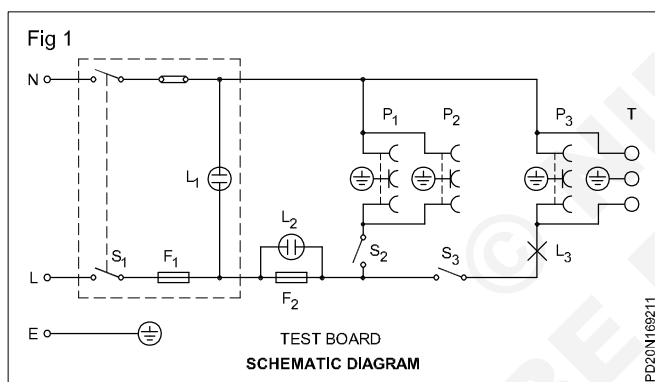 Fig 1
N
P1 P2 P3 T
L1
L2
S1 F1 S2 S3 L3
L
F2
E
TEST BOARD
SCHEMATIC DIAGRAM
PD20N169211